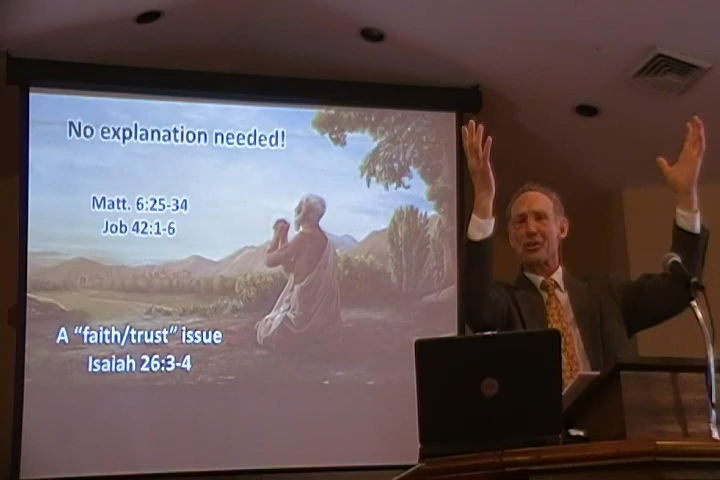 No explanation needed!
Matt. 6:25-34
Job 42:1-6
A “faith/trust” issue
Isaiah 26:3-4